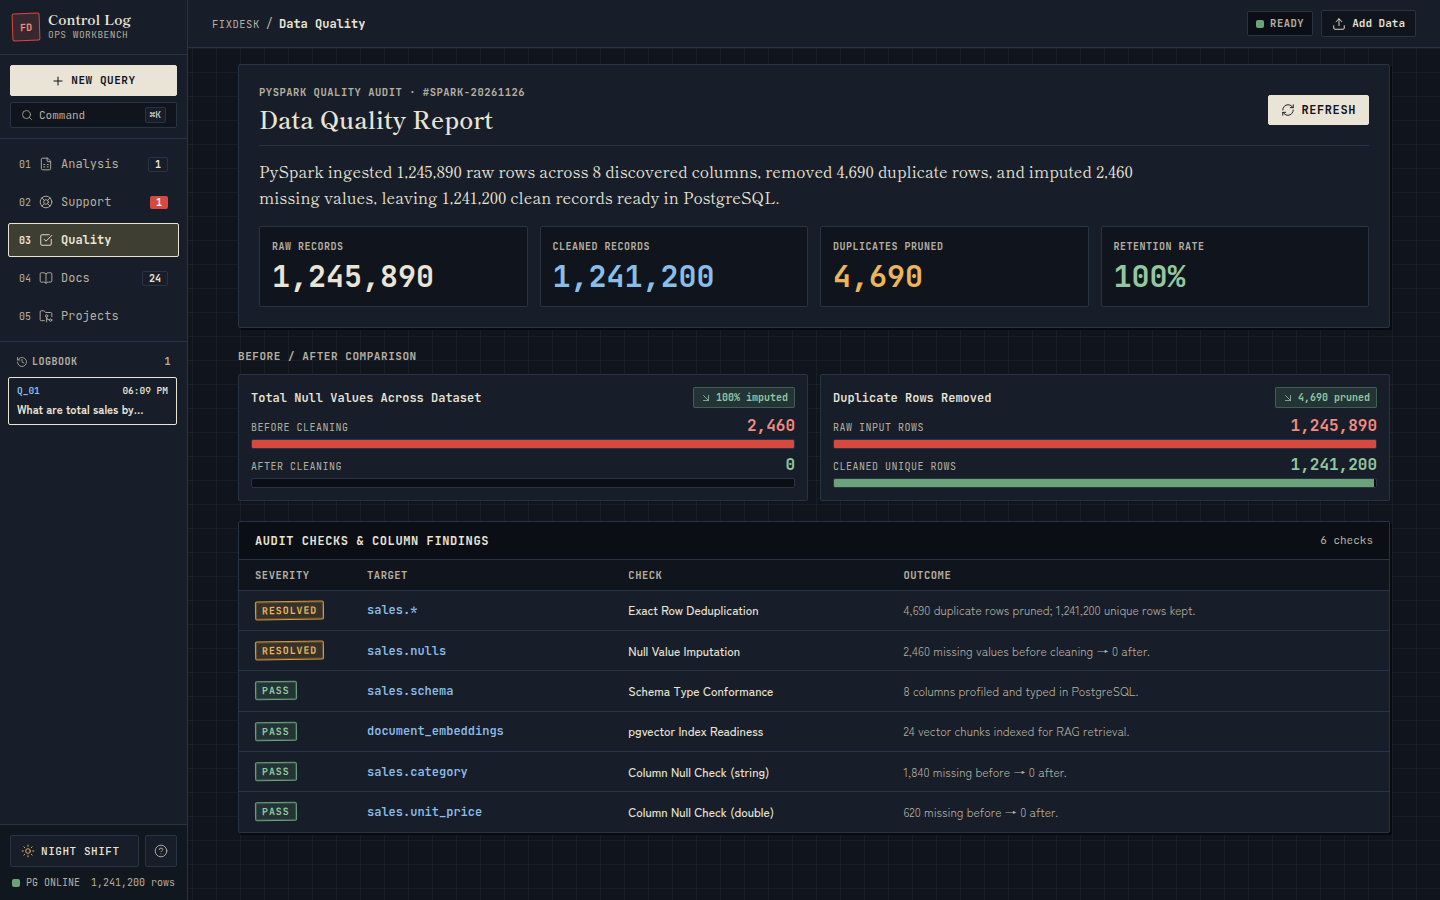 FD
Control Log
OPS WORKBENCH
NEW QUERY
Command
⌘K
01 Analysis 1
02 Support 1
03 Quality
04 Docs 24
05 Projects
LOGBOOK 1
Q_01 06:09 PM
What are total sales by...
NIGHT SHIFT
PG ONLINE 1,241,200 rows
FIXDESK / Data Quality
READY
Add Data
PYSPARK QUALITY AUDIT · #SPARK-20261126
Data Quality Report
REFRESH
PySpark ingested 1,245,890 raw rows across 8 discovered columns, removed 4,690 duplicate rows, and imputed 2,460
missing values, leaving 1,241,200 clean records ready in PostgreSQL.
RAW RECORDS
1,245,890
CLEANED RECORDS
1,241,200
DUPLICATES PRUNED
4,690
RETENTION RATE
100%
BEFORE / AFTER COMPARISON
Total Null Values Across Dataset
100% imputed
BEFORE CLEANING 2,460
AFTER CLEANING 0
Duplicate Rows Removed
4,690 pruned
RAW INPUT ROWS 1,245,890
CLEANED UNIQUE ROWS 1,241,200
AUDIT CHECKS & COLUMN FINDINGS 6 checks
SEVERITY TARGET CHECK OUTCOME
RESOLVED sales.* Exact Row Deduplication 4,690 duplicate rows pruned; 1,241,200 unique rows kept.
RESOLVED sales.nulls Null Value Imputation 2,460 missing values before cleaning → 0 after.
PASS sales.schema Schema Type Conformance 8 columns profiled and typed in PostgreSQL.
PASS document_embeddings pgvector Index Readiness 24 vector chunks indexed for RAG retrieval.
PASS sales.category Column Null Check (string) 1,840 missing before → 0 after.
PASS sales.unit_price Column Null Check (double) 620 missing before → 0 after.